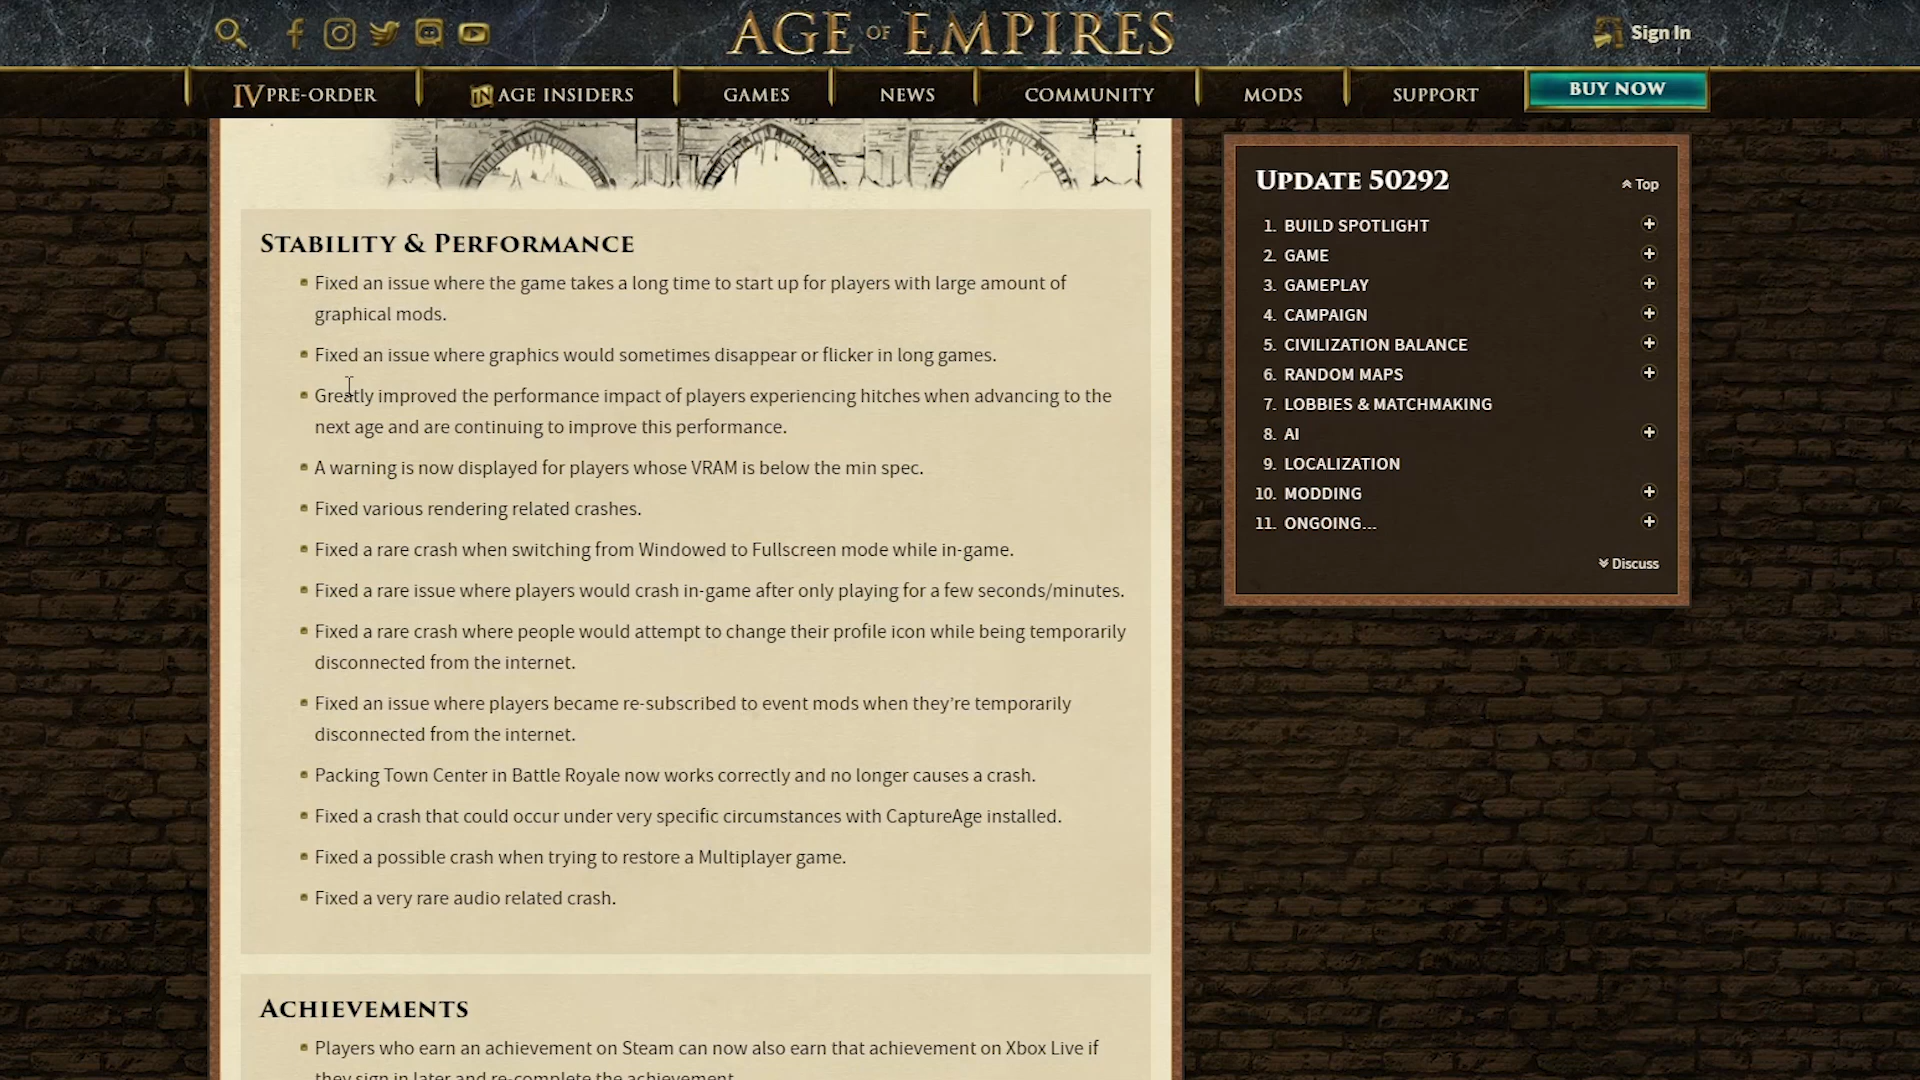 AGE OF EMPIRES
Sign In
IV PRE-ORDER
IN AGE INSIDERS
GAMES
NEWS
COMMUNITY
MODS
SUPPORT
BUY NOW
STABILITY & PERFORMANCE
Fixed an issue where the game takes a long time to start up for players with large amount of
graphical mods.
Fixed an issue where graphics would sometimes disappear or flicker in long games.
Greatly improved the performance impact of players experiencing hitches when advancing to the
next age and are continuing to improve this performance.
A warning is now displayed for players whose VRAM is below the min spec.
Fixed various rendering related crashes.
Fixed a rare crash when switching from Windowed to Fullscreen mode while in-game.
Fixed a rare issue where players would crash in-game after only playing for a few seconds/minutes.
Fixed a rare crash where people would attempt to change their profile icon while being temporarily
disconnected from the internet.
Fixed an issue where players became re-subscribed to event mods when they’re temporarily
disconnected from the internet.
Packing Town Center in Battle Royale now works correctly and no longer causes a crash.
Fixed a crash that could occur under very specific circumstances with CaptureAge installed.
Fixed a possible crash when trying to restore a Multiplayer game.
Fixed a very rare audio related crash.
ACHIEVEMENTS
Players who earn an achievement on Steam can now also earn that achievement on Xbox Live if
they sign in later and re-complete the achievement.
UPDATE 50292
Top
1. BUILD SPOTLIGHT
2. GAME
3. GAMEPLAY
4. CAMPAIGN
5. CIVILIZATION BALANCE
6. RANDOM MAPS
7. LOBBIES & MATCHMAKING
8. AI
9. LOCALIZATION
10. MODDING
11. ONGOING...
Discuss